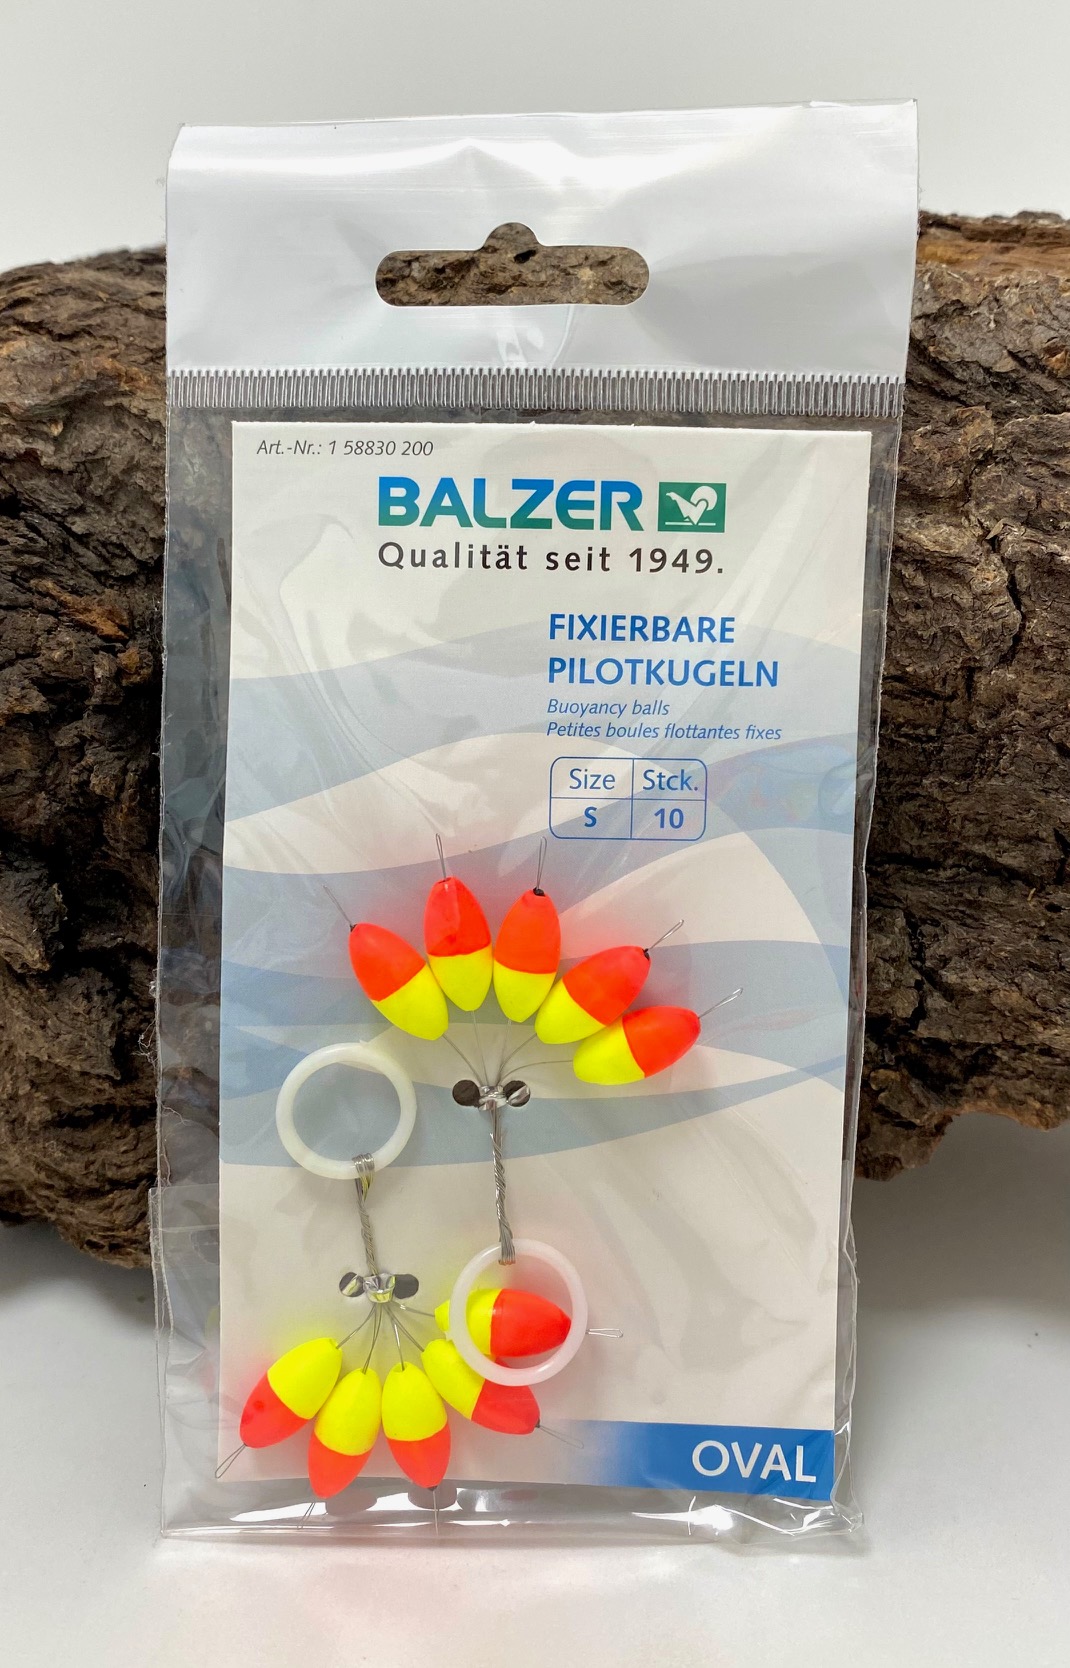 Art.-Nr.: 1 58830 200
BALZER
Qualität seit 1949.
FIXIERBARE
PILOTKUGELN
Buoyancy balls
Petites boules flottantes fixes
Size Stck.
S 10
OVAL